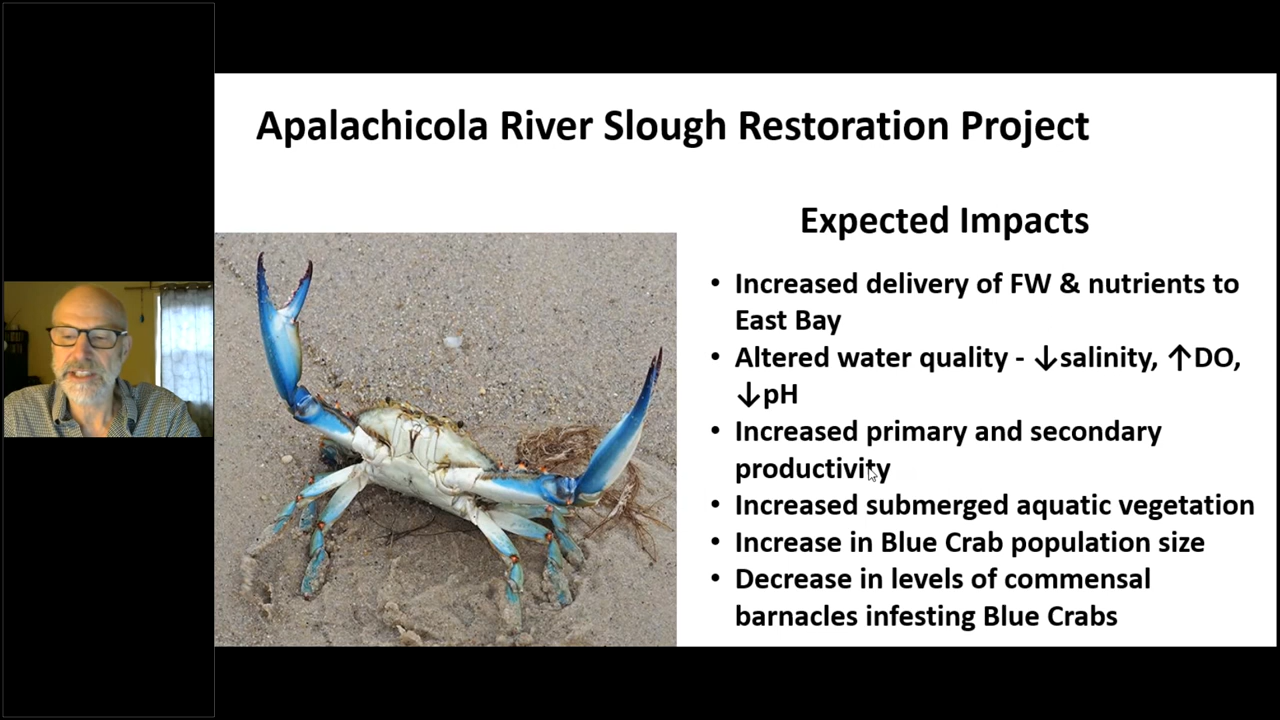 Apalachicola River Slough Restoration Project
Expected Impacts
• Increased delivery of FW & nutrients to
East Bay
• Altered water quality - ↓salinity, ↑DO,
↓pH
• Increased primary and secondary
productivity
• Increased submerged aquatic vegetation
• Increase in Blue Crab population size
• Decrease in levels of commensal
barnacles infesting Blue Crabs